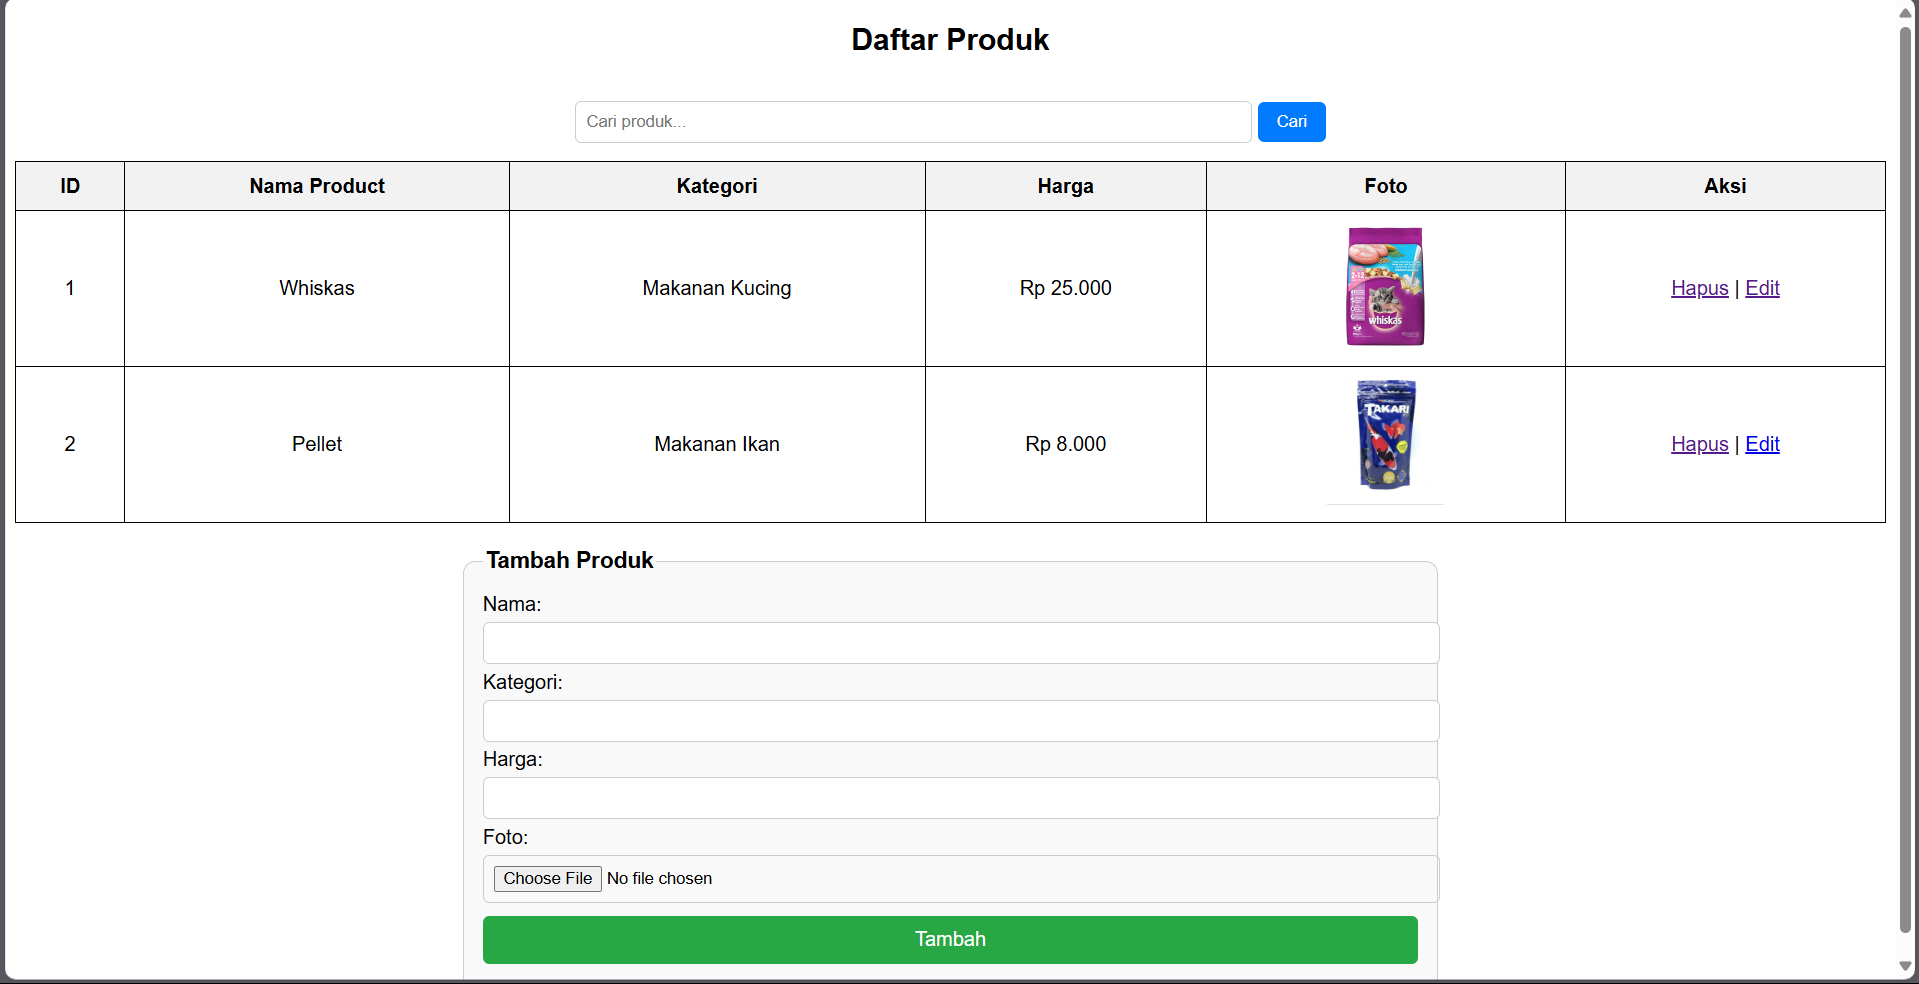 Daftar Produk
Cari produk... Cari
ID Nama Product Kategori Harga Foto Aksi
1 Whiskas Makanan Kucing Rp 25.000 Hapus | Edit
whiskas
2 Pellet Makanan Ikan Rp 8.000 Hapus | Edit
TAKARI
Tambah Produk
Nama:
Kategori:
Harga:
Foto:
Choose File No file chosen
Tambah